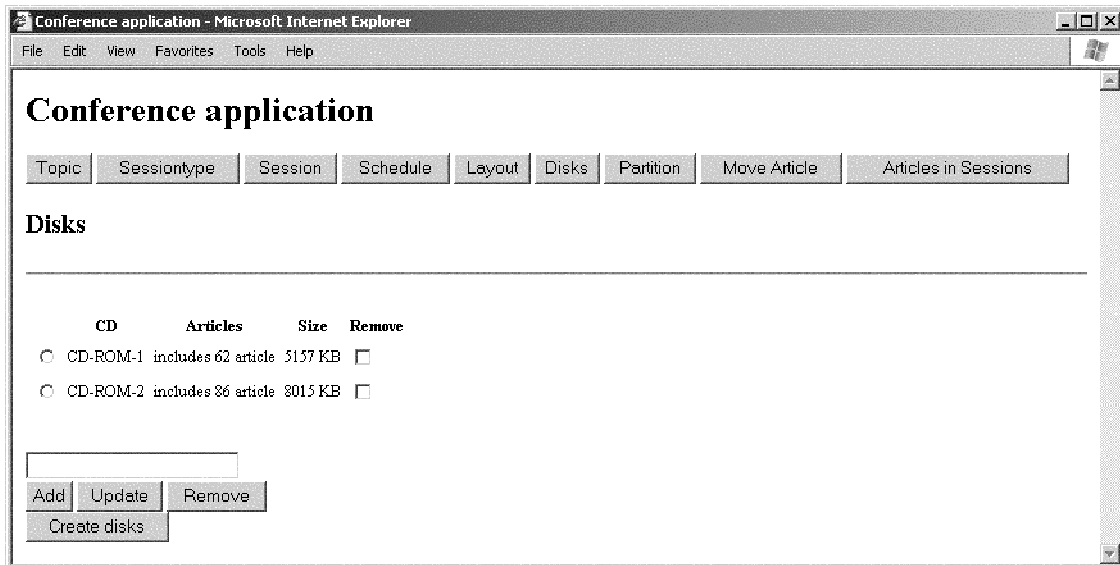 Conference application - Microsoft Internet Explorer
File Edit View Favorites Tools Help
Conference application
Topic Sessiontype Session Schedule Layout Disks Partition Move Article Articles in Sessions
Disks
CD Articles Size Remove
CD-ROM-1 includes 62 article 5157 KB
CD-ROM-2 includes 86 article 8015 KB
Add Update Remove
Create disks